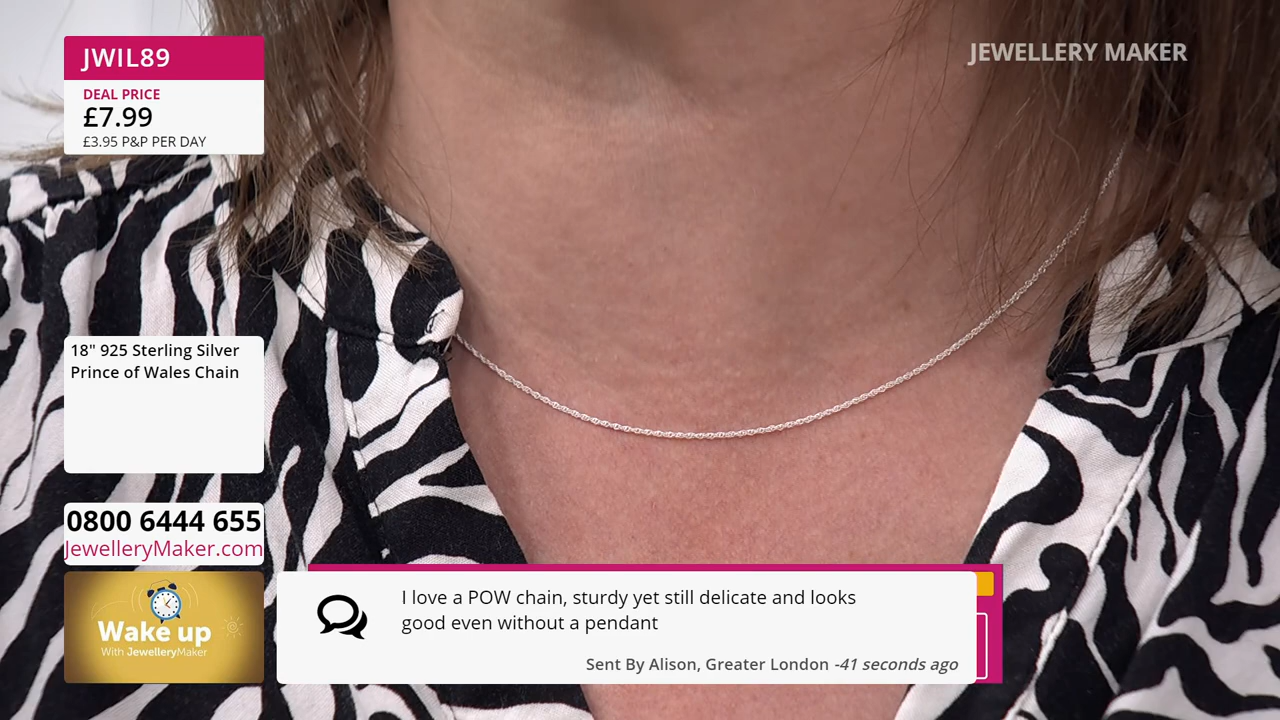 JWIL89
DEAL PRICE
£7.99
£3.95 P&P PER DAY
JEWELLERY MAKER
18" 925 Sterling Silver
Prince of Wales Chain
0800 6444 655
JewelleryMaker.com
Wake up
With JewelleryMaker
I love a POW chain, sturdy yet still delicate and looks
good even without a pendant
Sent By Alison, Greater London -41 seconds ago